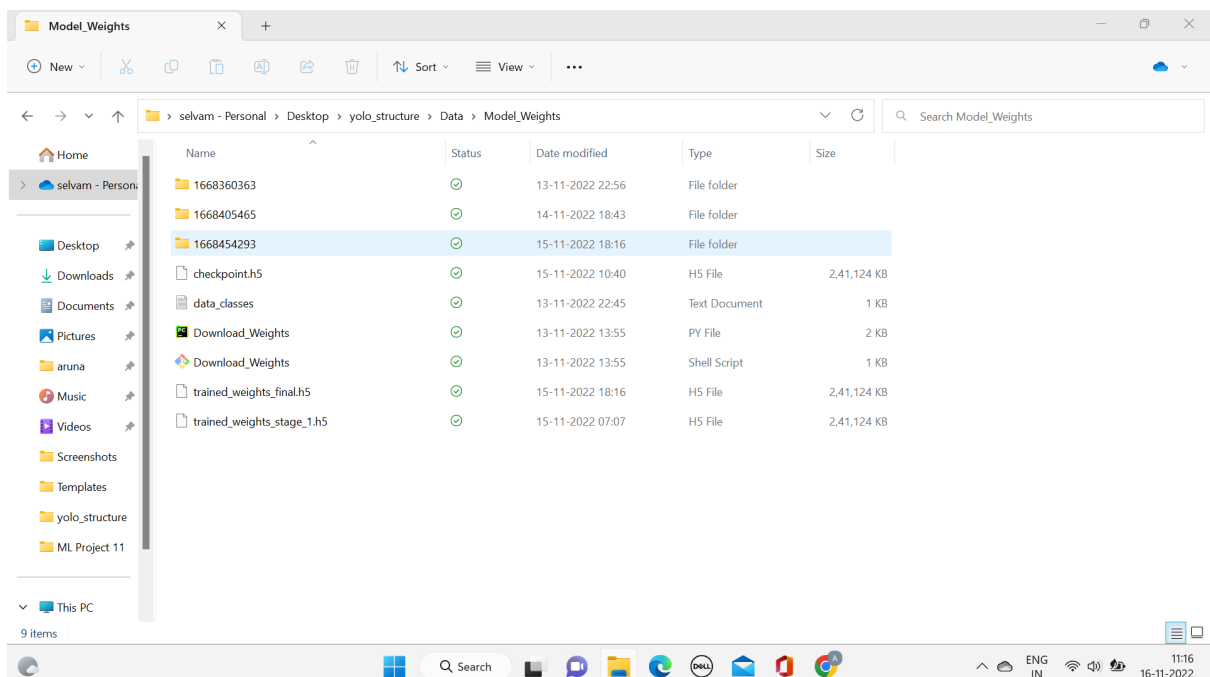 Model_Weights
New Sort View
selvam - Personal Desktop yolo_structure Data Model_Weights Search Model_Weights
Name Status Date modified Type Size
1668360363 13-11-2022 22:56 File folder
1668405465 14-11-2022 18:43 File folder
1668454293 15-11-2022 18:16 File folder
checkpoint.h5 15-11-2022 10:40 H5 File 2,41,124 KB
data_classes 13-11-2022 22:45 Text Document 1 KB
Download_Weights 13-11-2022 13:55 PY File 2 KB
Download_Weights 13-11-2022 13:55 Shell Script 1 KB
trained_weights_final.h5 15-11-2022 18:16 H5 File 2,41,124 KB
trained_weights_stage_1.h5 15-11-2022 07:07 H5 File 2,41,124 KB
Home
selvam - Persona
Desktop
Downloads
Documents
Pictures
aruna
Music
Videos
Screenshots
Templates
yolo_structure
ML Project 11
This PC
9 items
Search DELL A ENG 11:16
IN 16-11-2022